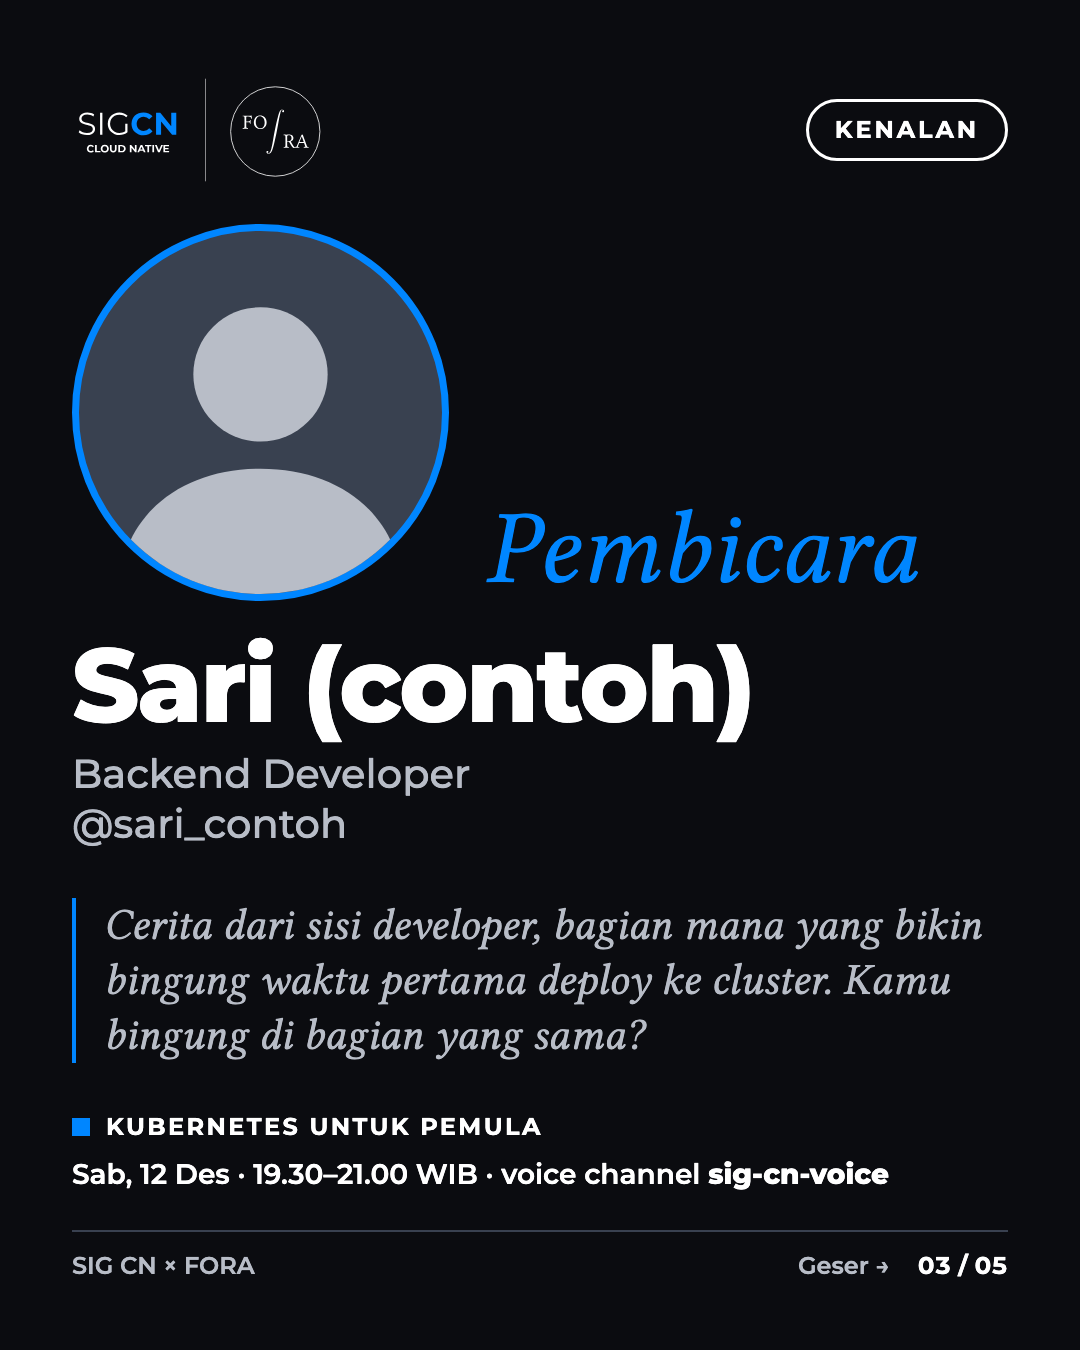 SIGCN
CLOUD NATIVE
FO RA
KENALAN
Pembicara
Sari (contoh)
Backend Developer
@sari_contoh
Cerita dari sisi developer, bagian mana yang bikin
bingung waktu pertama deploy ke cluster. Kamu
bingung di bagian yang sama?
KUBERNETES UNTUK PEMULA
Sab, 12 Des · 19.30–21.00 WIB · voice channel sig-cn-voice
SIG CN × FORA
Geser → 03 / 05